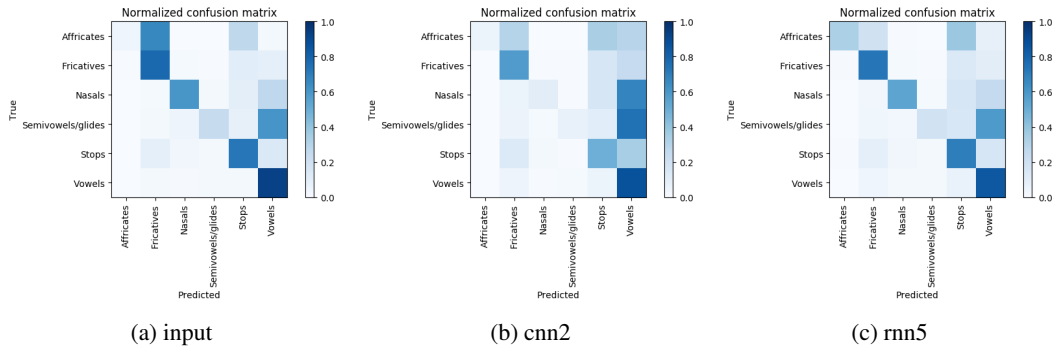 Normalized confusion matrix
True
Affricates
Fricatives
Nasals
Semivowels/glides
Stops
Vowels
Affricates
Fricatives
Nasals
Semivowels/glides
Stops
Vowels
Predicted
1.0
0.8
0.6
0.4
0.2
0.0
(a) input
Normalized confusion matrix
True
Affricates
Fricatives
Nasals
Semivowels/glides
Stops
Vowels
Affricates
Fricatives
Nasals
Semivowels/glides
Stops
Vowels
Predicted
1.0
0.8
0.6
0.4
0.2
0.0
(b) cnn2
Normalized confusion matrix
True
Affricates
Fricatives
Nasals
Semivowels/glides
Stops
Vowels
Affricates
Fricatives
Nasals
Semivowels/glides
Stops
Vowels
Predicted
1.0
0.8
0.6
0.4
0.2
0.0
(c) rnn5